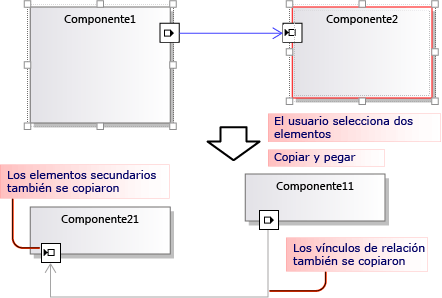 Componente1
Componente2
El usuario selecciona dos
elementos
Copiar y pegar
Los elementos secundarios
también se copiaron
Componente11
Componente21
Los vínculos de relación
también se copiaron